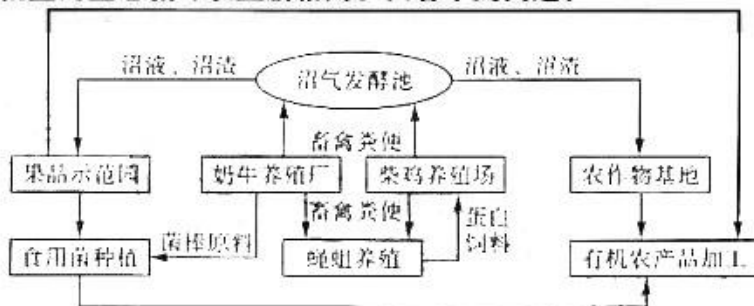 沼液、沼渣
沼气发酵池
沼液、沼渣
畜禽粪便
果品示范园
奶牛养殖厂
柴鸡养殖场
农作物基地
畜禽粪便
蛋白
饲料
食用菌种植
菌棒原料
蝇蛆养殖
有机农产品加工